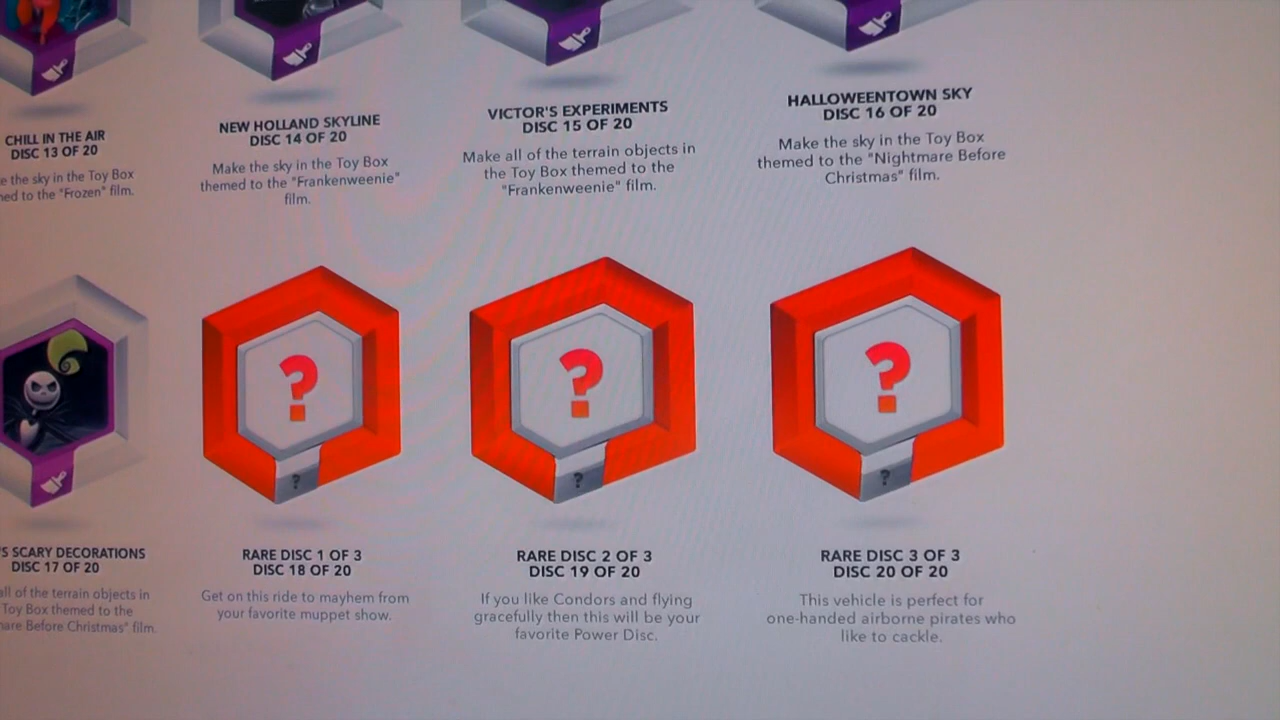 CHILL IN THE AIR
DISC 13 OF 20
the sky in the Toy Box
to the "Frozen" film.
NEW HOLLAND SKYLINE
DISC 14 OF 20
Make the sky in the Toy Box
themed to the "Frankenweenie"
film.
VICTOR'S EXPERIMENTS
DISC 15 OF 20
Make all of the terrain objects in
the Toy Box themed to the
"Frankenweenie" film.
HALLOWEENTOWN SKY
DISC 16 OF 20
Make the sky in the Toy Box
themed to the "Nightmare Before
Christmas" film.
?
?
?
?
?
?
'S SCARY DECORATIONS
DISC 17 OF 20
all of the terrain objects in
Toy Box themed to the
Before Christmas" film.
RARE DISC 1 OF 3
DISC 18 OF 20
Get on this ride to mayhem from
your favorite muppet show.
RARE DISC 2 OF 3
DISC 19 OF 20
If you like Condors and flying
gracefully then this will be your
favorite Power Disc.
RARE DISC 3 OF 3
DISC 20 OF 20
This vehicle is perfect for
one-handed airborne pirates who
like to cackle.